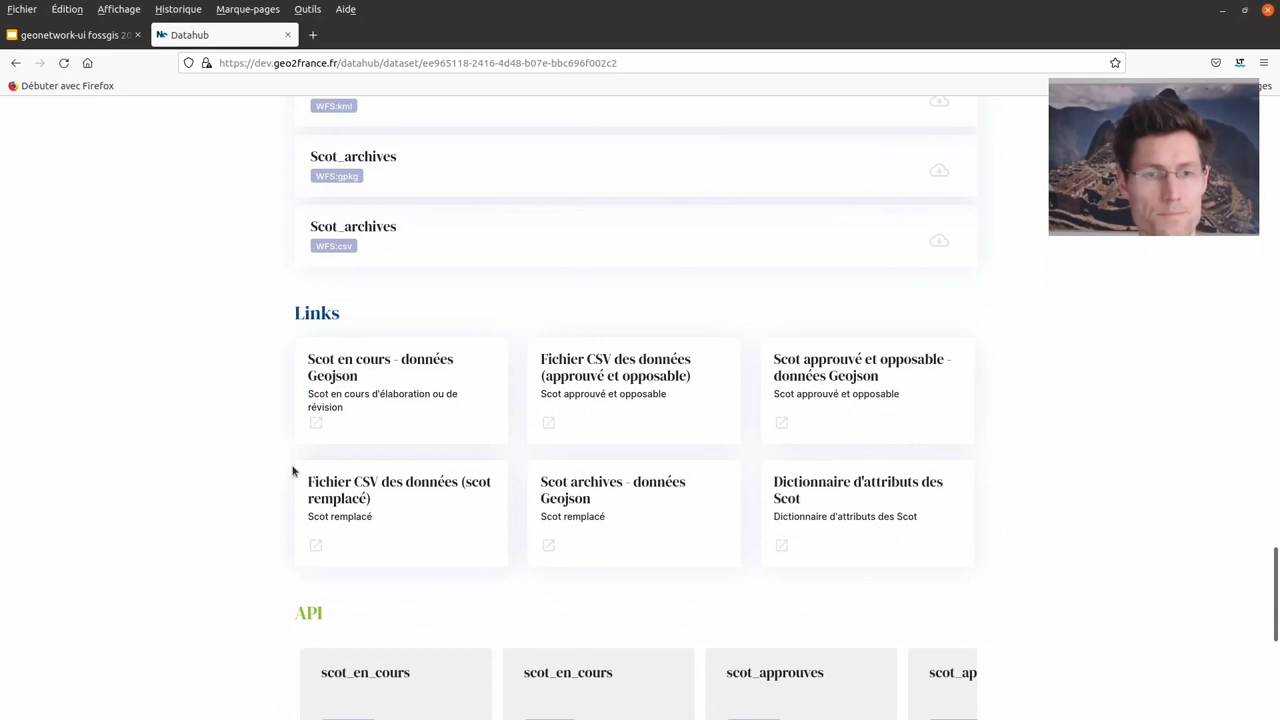 Fichier Édition Affichage Historique Marque-pages Outils Aide
geonetwork-ui fossgis 20
Datahub
https://dev.geo2france.fr/datahub/dataset/ee965118-2416-4d48-b07e-bbc696f002c2
Débuter avec Firefox
ges
WFS:kml
Scot_archives
WFS:gpkg
Scot_archives
WFS:csv
Links
Scot en cours - données
Geojson
Scot en cours d'élaboration ou de
révision
Fichier CSV des données
(approuvé et opposable)
Scot approuvé et opposable
Scot approuvé et opposable -
données Geojson
Scot approuvé et opposable
Fichier CSV des données (scot
remplacé)
Scot remplacé
Scot archives - données
Geojson
Scot remplacé
Dictionnaire d'attributs des
Scot
Dictionnaire d'attributs des Scot
API
scot_en_cours
scot_en_cours
scot_approuves
scot_ap